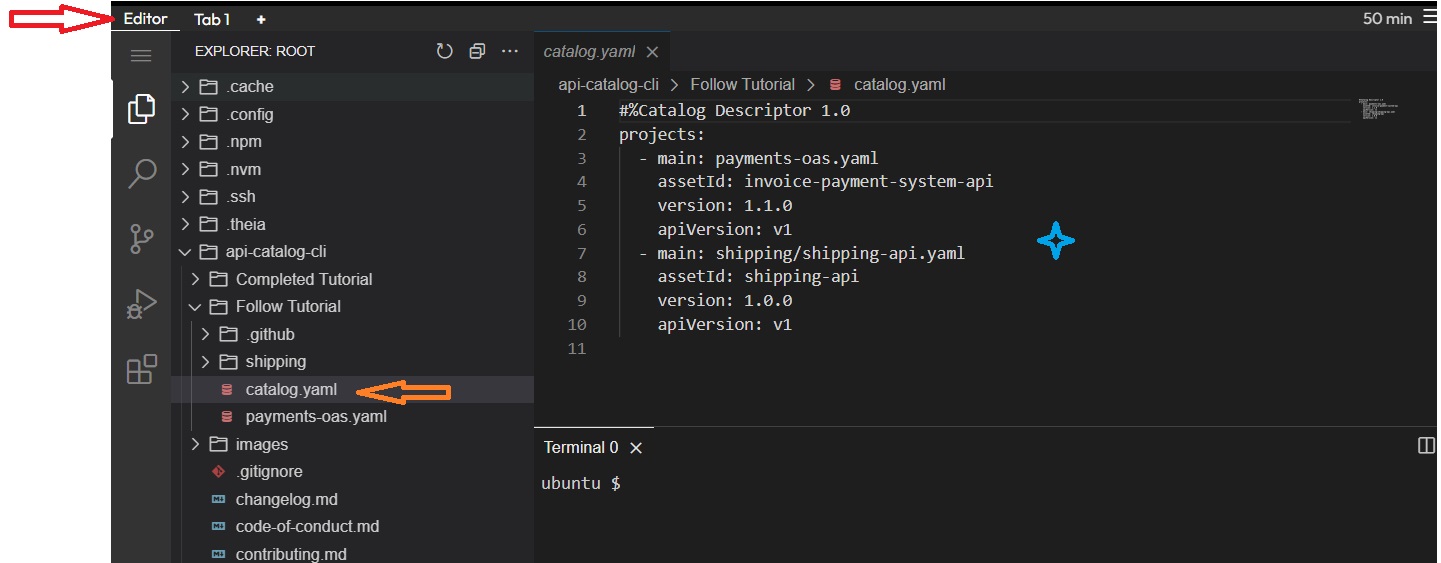 Editor Tab 1 + 50 min
EXPLORER: ROOT
.cache
.config
.npm
.nvm
.ssh
.theia
api-catalog-cli
Completed Tutorial
Follow Tutorial
.github
shipping
catalog.yaml
payments-oas.yaml
images
.gitignore
changelog.md
code-of-conduct.md
contributing.md
catalog.yaml
api-catalog-cli > Follow Tutorial > catalog.yaml
1 #%Catalog Descriptor 1.0
2 projects:
3 - main: payments-oas.yaml
4 assetId: invoice-payment-system-api
5 version: 1.1.0
6 apiVersion: v1
7 - main: shipping/shipping-api.yaml
8 assetId: shipping-api
9 version: 1.0.0
10 apiVersion: v1
11
Terminal 0
ubuntu $